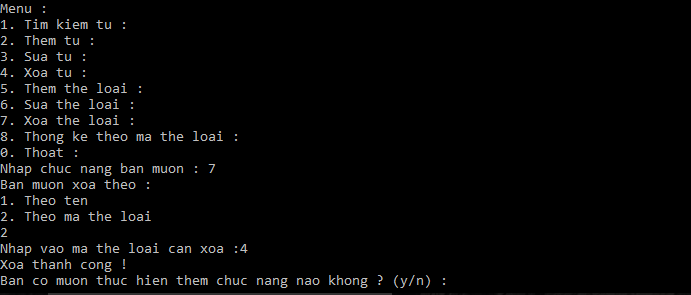 Menu :
1. Tim kiem tu :
2. Them tu :
3. Sua tu :
4. Xoa tu :
5. Them the loai :
6. Sua the loai :
7. Xoa the loai :
8. Thong ke theo ma the loai :
0. Thoat :
Nhap chuc nang ban muon : 7
Ban muon xoa theo :
1. Theo ten
2. Theo ma the loai
2
Nhap vao ma the loai can xoa :4
Xoa thanh cong !
Ban co muon thuc hien them chuc nang nao khong ? (y/n) :